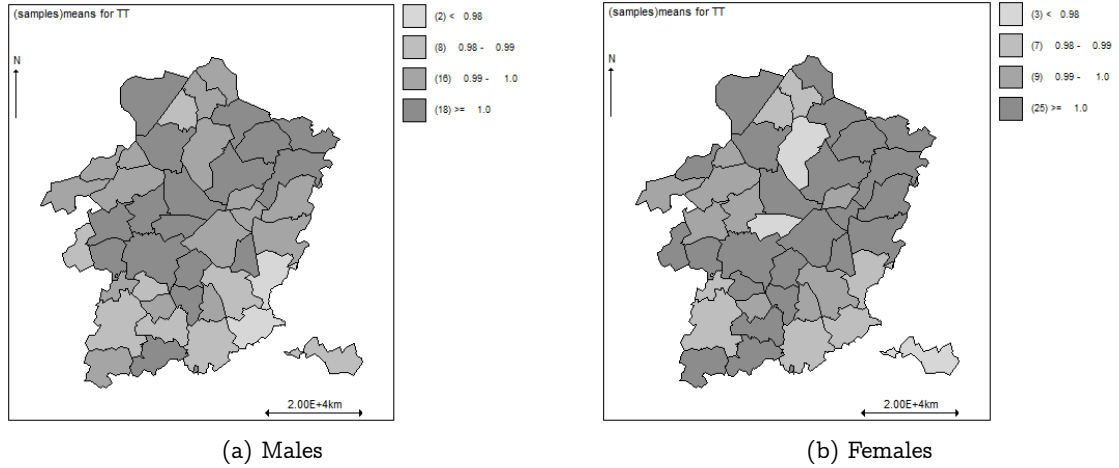 (samples)means for TT
N
2.00E+4km
(2) < 0.98
(8) 0.98 - 0.99
(16) 0.99 - 1.0
(18) >= 1.0
(a) Males
(samples)means for TT
N
2.00E+4km
(3) < 0.98
(7) 0.98 - 0.99
(9) 0.99 - 1.0
(25) >= 1.0
(b) Females